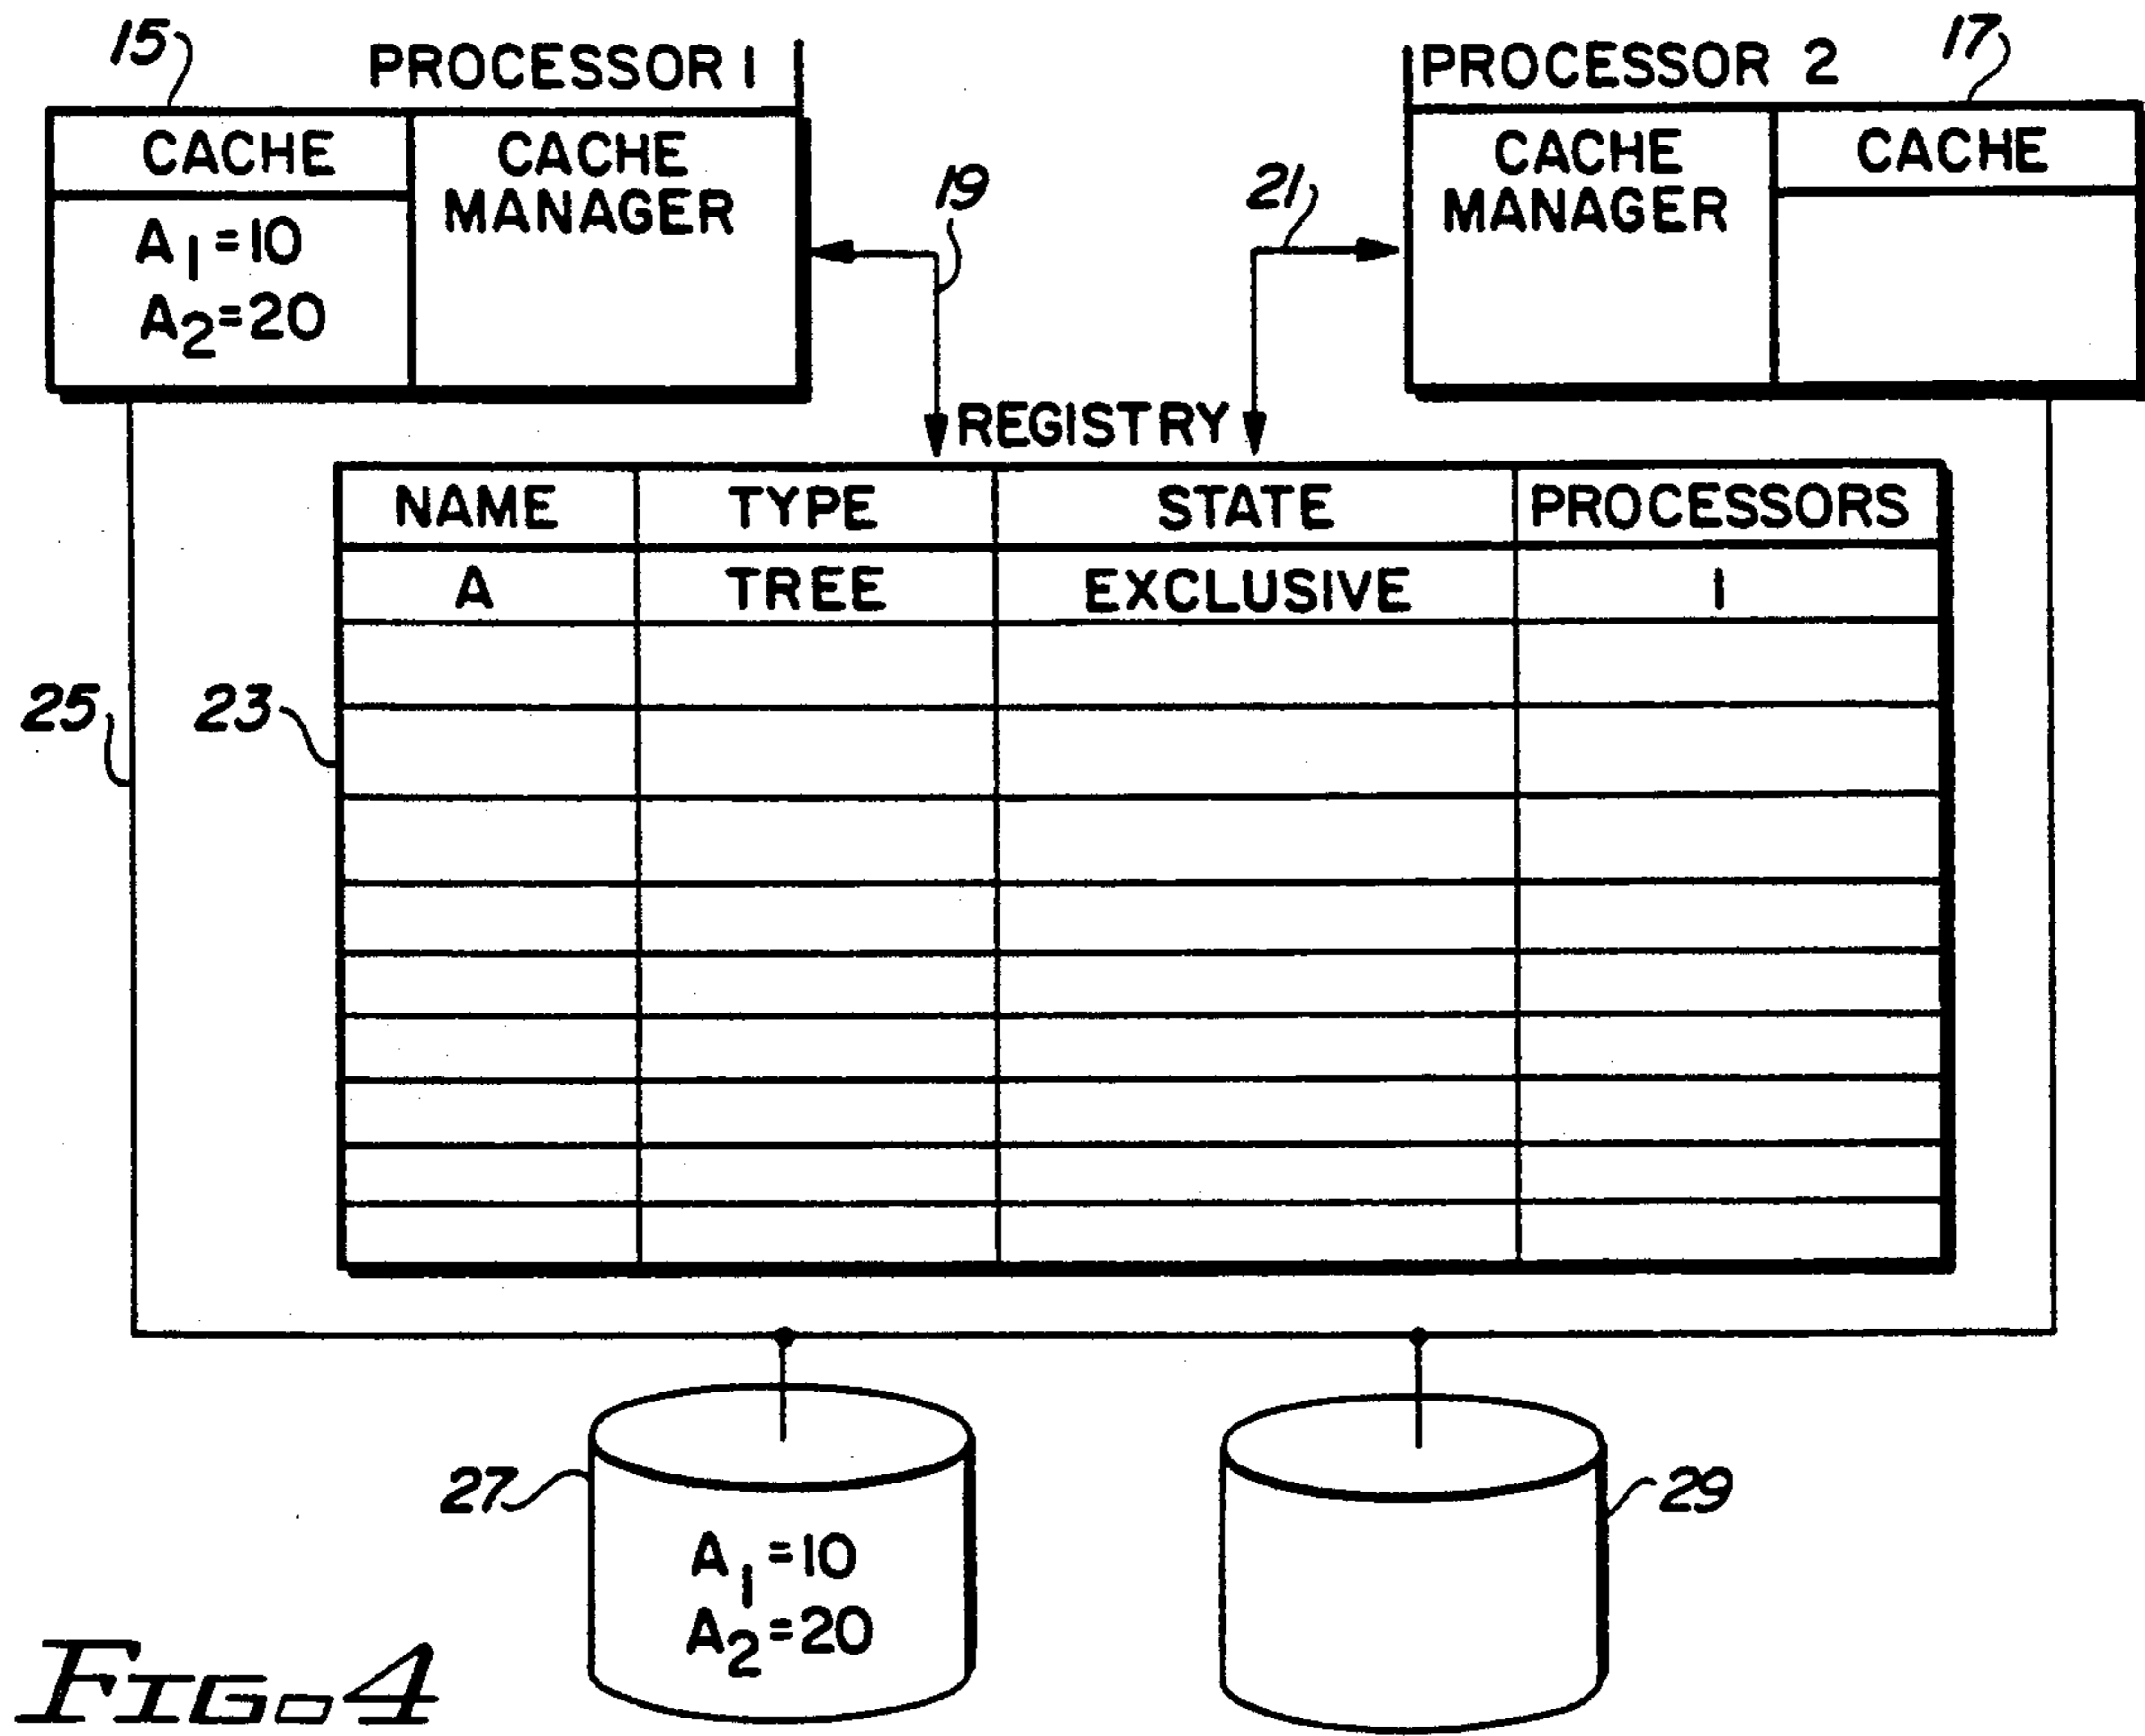 15
PROCESSOR 1
PROCESSOR 2
17
CACHE
CACHE MANAGER
A1=10
A2=20
19
21
CACHE MANAGER
CACHE
REGISTRY
NAME TYPE STATE PROCESSORS
A TREE EXCLUSIVE 1
25
23
27
A1=10
A2=20
29
FIG. 4